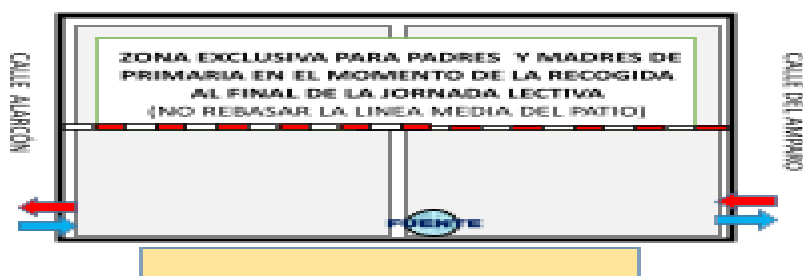 CALLE ALARCÓN
ZONA EXCLUSIVA PARA PADRES Y MADRES DE
PRIMARIA EN EL MOMENTO DE LA RECOGIDA
AL FINAL DE LA JORNADA LECTIVA
(NO REBASAR LA LINEA MEDIA DEL PATIO)
CALLE DEL AMPARO
FUENTE